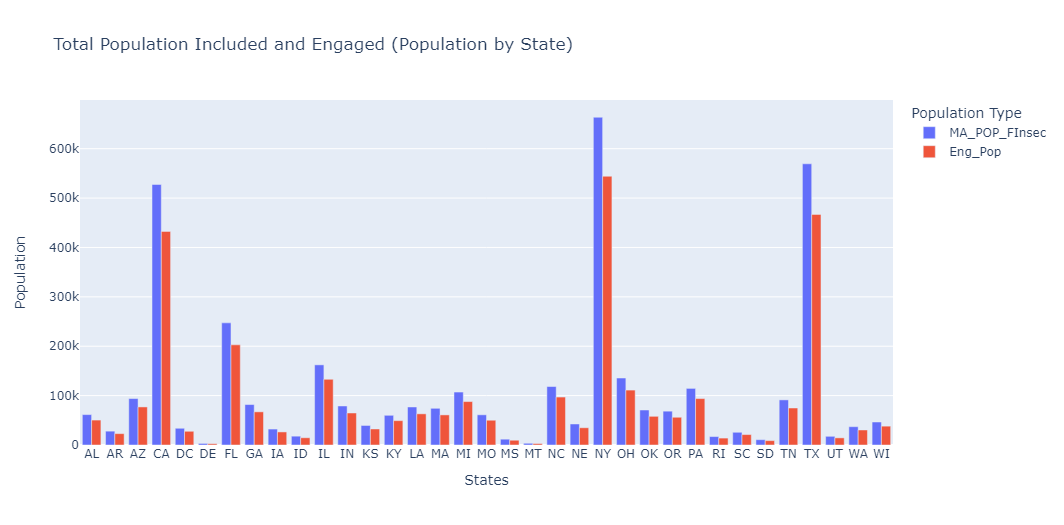 Total Population Included and Engaged (Population by State)
Population Type
MA_POP_FInsec
Eng_Pop
600k
500k
400k
300k
200k
100k
0
Population
AL AR AZ CA DC DE FL GA IA ID IL IN KS KY LA MA MI MO MS MT NC NE NY OH OK OR PA RI SC SD TN TX UT WA WI
States